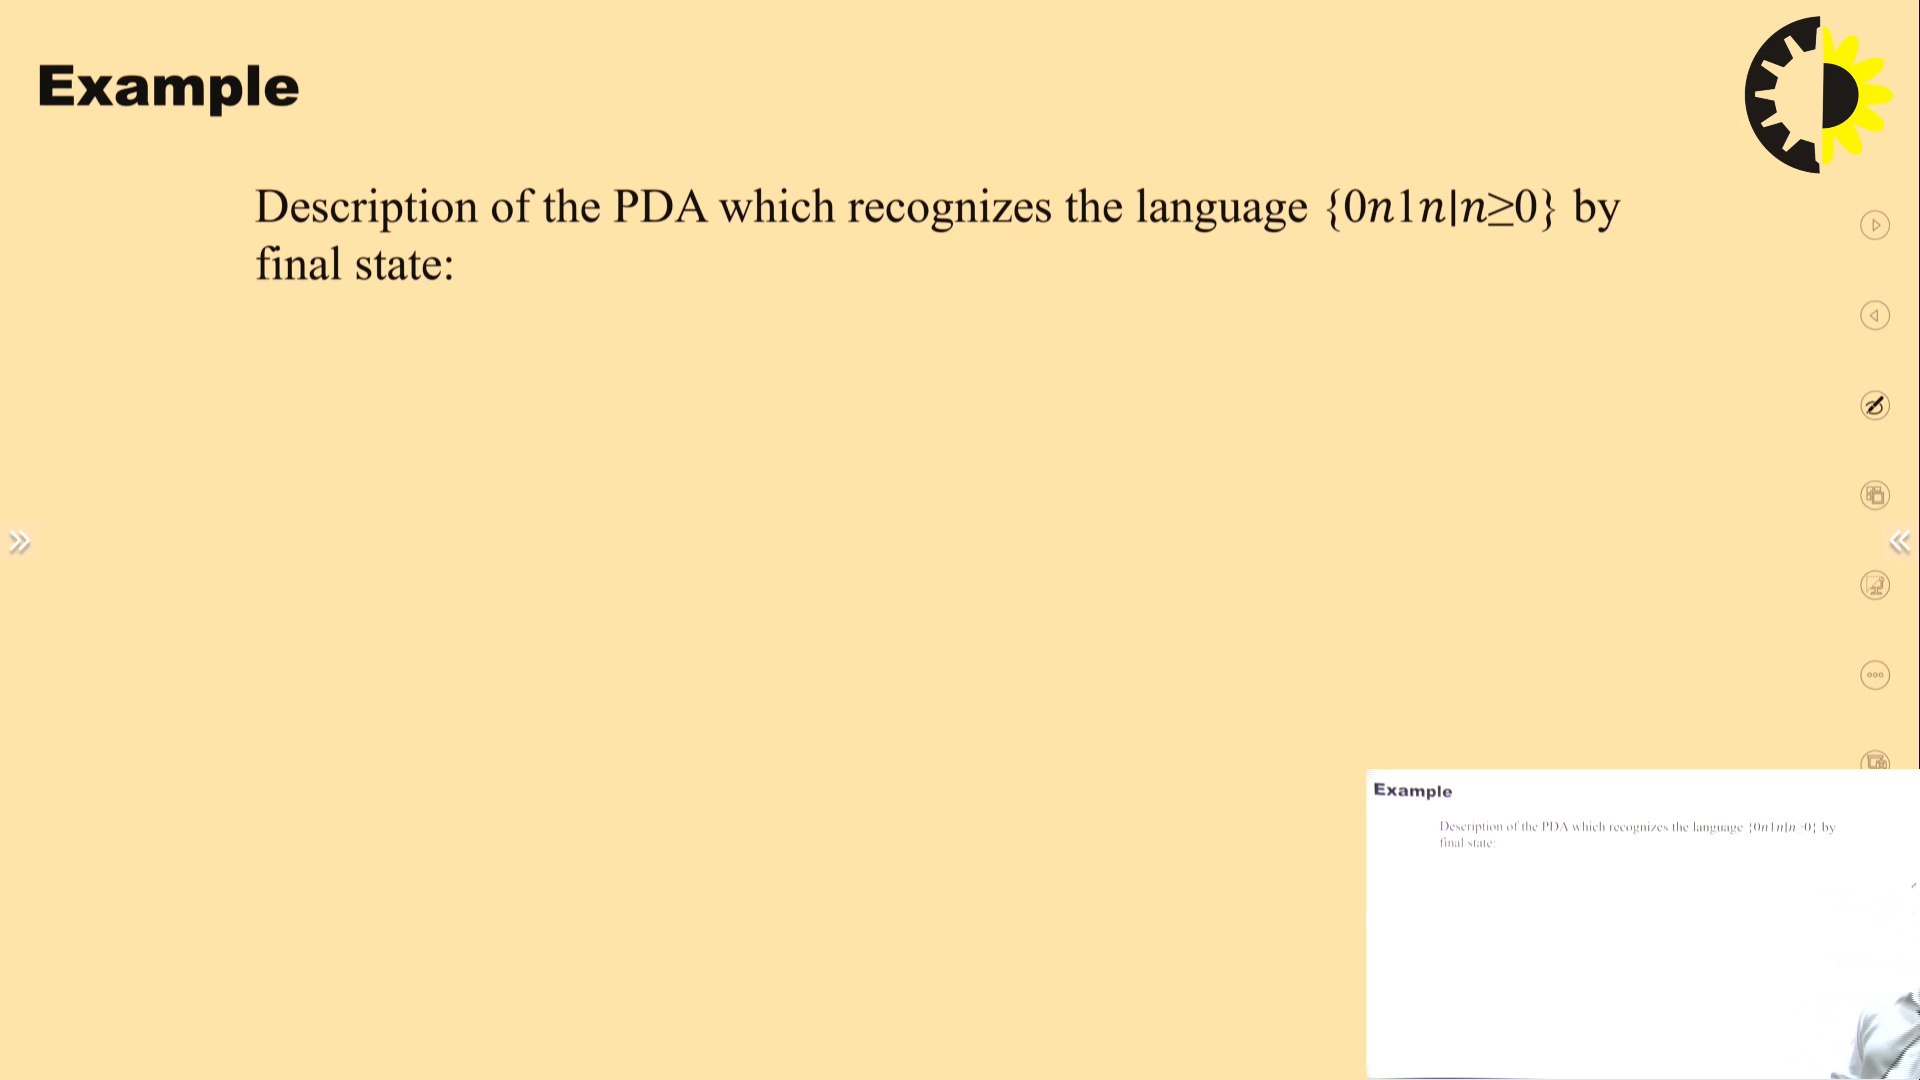 Example
Description of the PDA which recognizes the language {0n1n|n≥0} by
final state:
Example
Description of the PDA which recognizes the language {0n1n|n≥0} by
final state: